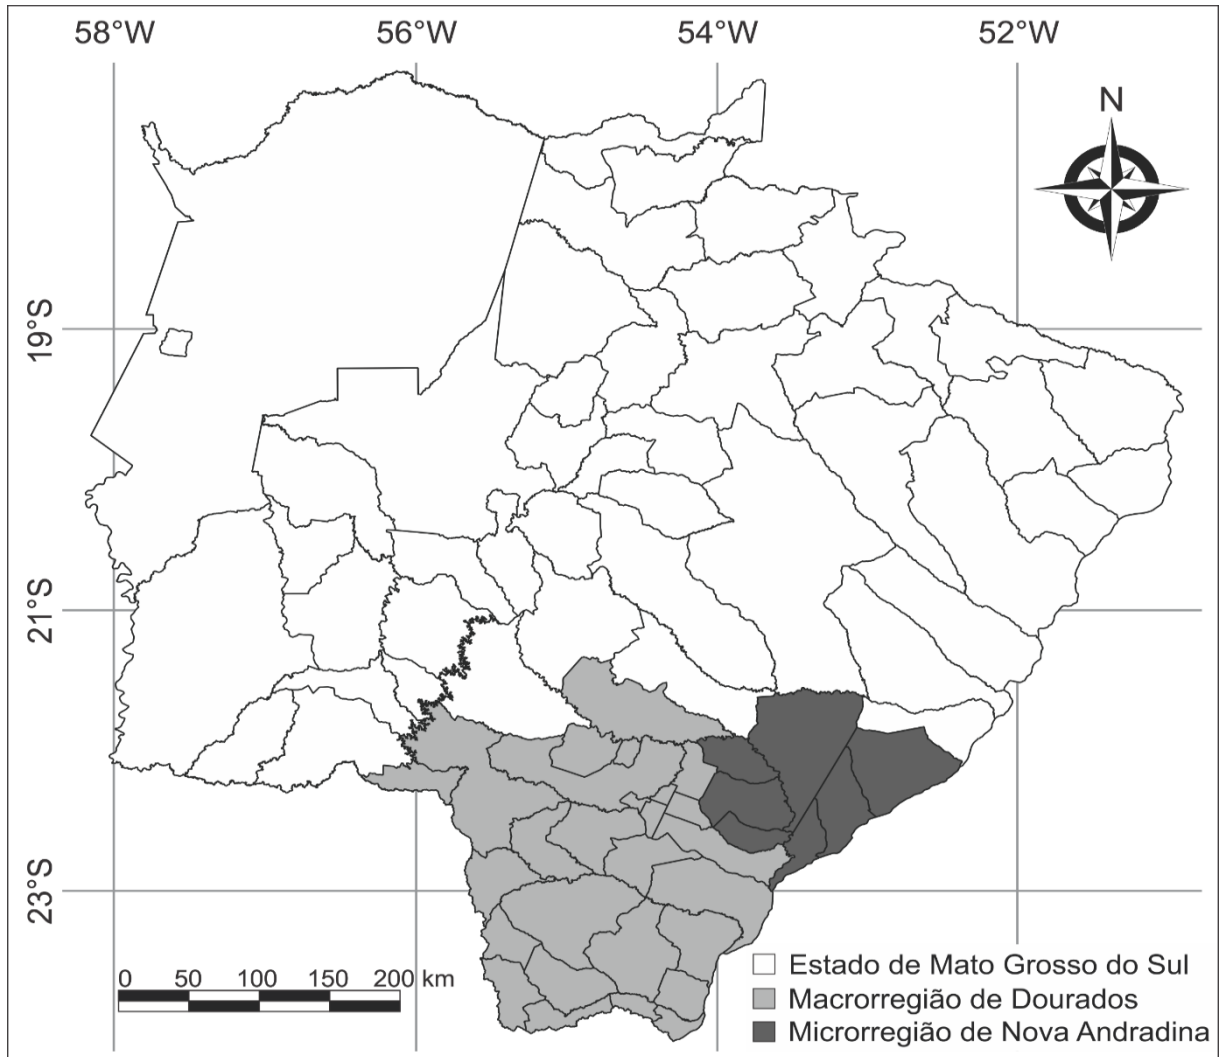 58°W 56°W 54°W 52°W
N
19°S
21°S
23°S
0 50 100 150 200 km
Estado de Mato Grosso do Sul
Macrorregião de Dourados
Microrregião de Nova Andradina